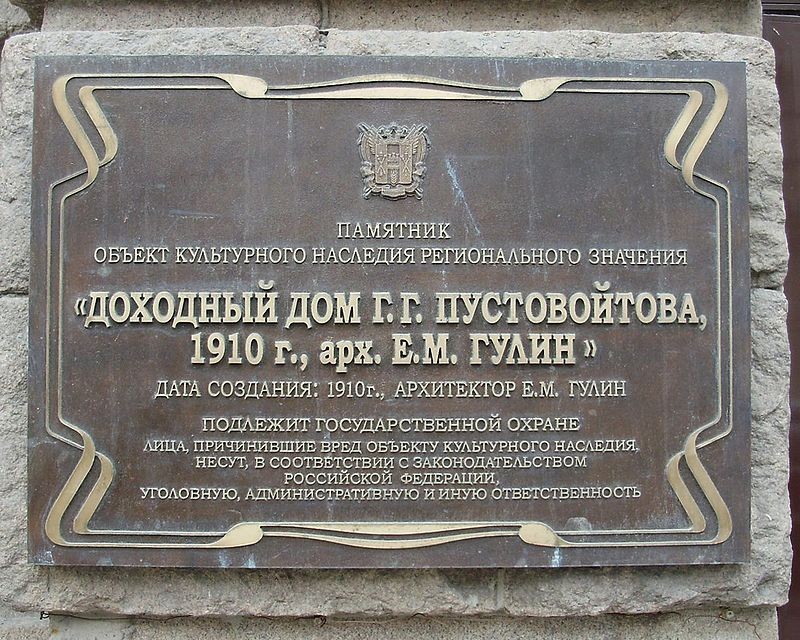 ПАМЯТНИК
ОБЪЕКТ КУЛЬТУРНОГО НАСЛЕДИЯ РЕГИОНАЛЬНОГО ЗНАЧЕНИЯ
«ДОХОДНЫЙ ДОМ Г.Г. ПУСТОВОЙТОВА,
1910 г., арх. Е.М. ГУЛИН»
ДАТА СОЗДАНИЯ: 1910г., АРХИТЕКТОР Е.М. ГУЛИН
ПОДЛЕЖИТ ГОСУДАРСТВЕННОЙ ОХРАНЕ
ЛИЦА, ПРИЧИНИВШИЕ ВРЕД ОБЪЕКТУ КУЛЬТУРНОГО НАСЛЕДИЯ,
НЕСУТ, В СООТВЕТСТВИИ С ЗАКОНОДАТЕЛЬСТВОМ
РОССИЙСКОЙ ФЕДЕРАЦИИ,
УГОЛОВНУЮ, АДМИНИСТРАТИВНУЮ И ИНУЮ ОТВЕТСТВЕННОСТЬ